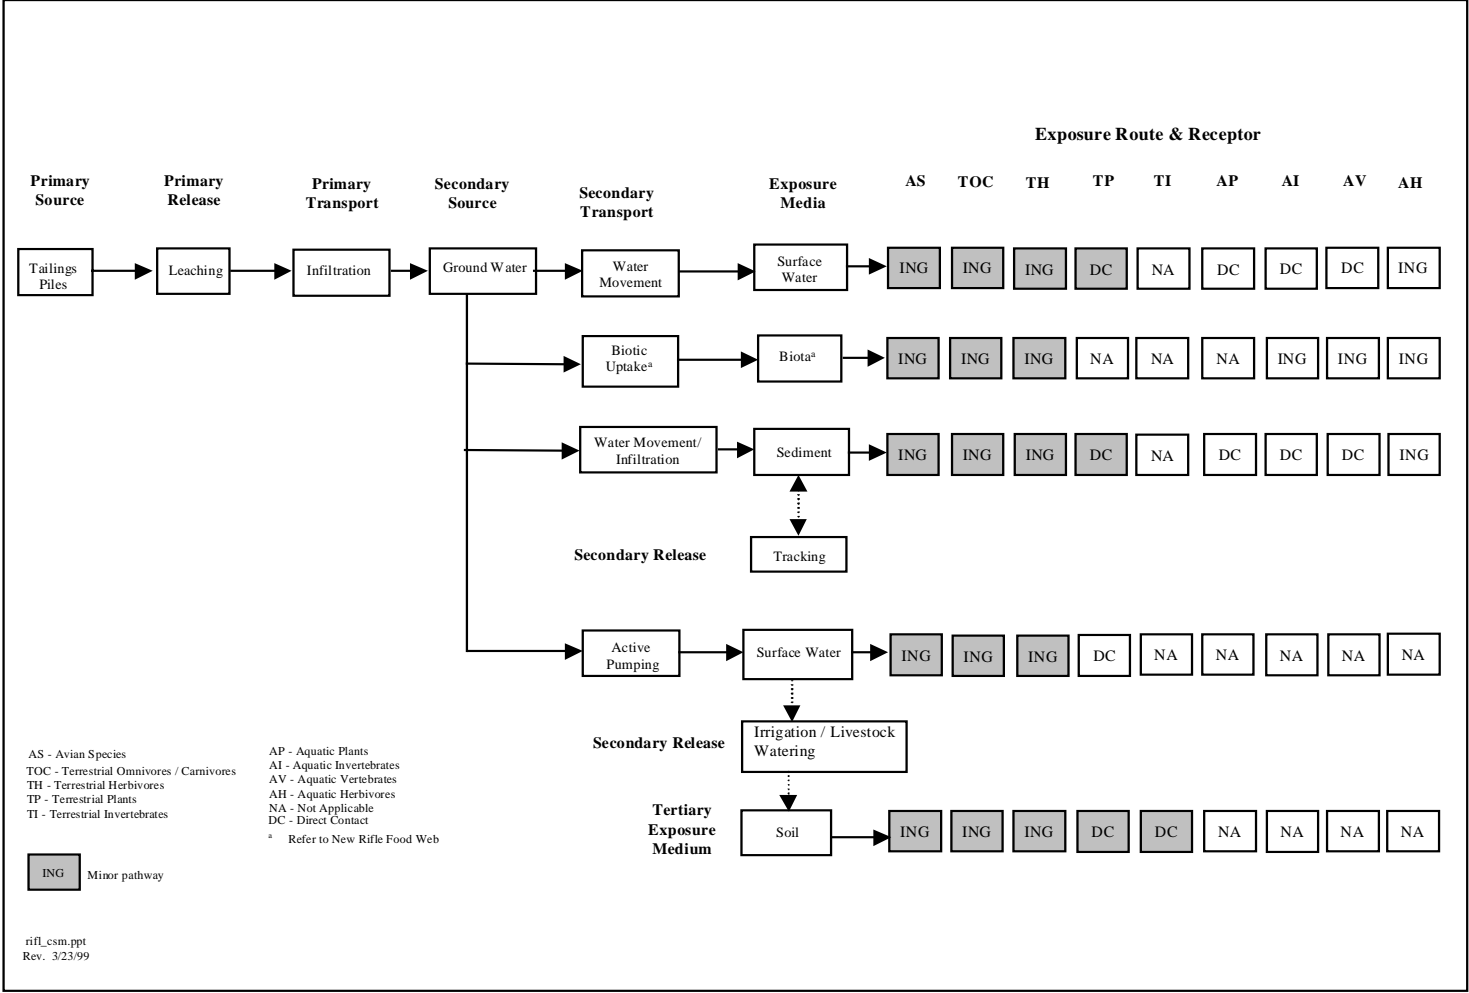 Exposure Route & Receptor
Primary
Source
Primary
Release
Primary
Transport
Secondary
Source
Secondary
Transport
Exposure
Media
AS TOC TH TP TI AP AI AV AH
Tailings
Piles
Leaching
Infiltration
Ground Water
Water
Movement
Surface
Water
ING ING ING DC NA DC DC DC ING
Biotic
Uptakeᵃ
Biotaᵃ
ING ING ING NA NA NA ING ING ING
Water Movement/
Infiltration
Sediment
ING ING ING DC NA DC DC DC ING
Secondary Release
Tracking
Active
Pumping
Surface Water
ING ING ING DC NA NA NA NA NA
Secondary Release
Irrigation / Livestock
Watering
Tertiary
Exposure
Medium
Soil
ING ING ING DC DC NA NA NA NA
AS - Avian Species
TOC - Terrestrial Omnivores / Carnivores
TH - Terrestrial Herbivores
TP - Terrestrial Plants
TI - Terrestrial Invertebrates
AP - Aquatic Plants
AI - Aquatic Invertebrates
AV - Aquatic Vertebrates
AH - Aquatic Herbivores
NA - Not Applicable
DC - Direct Contact
ᵃ Refer to New Rifle Food Web
ING Minor pathway
rifl_csm.ppt
Rev. 3/23/99